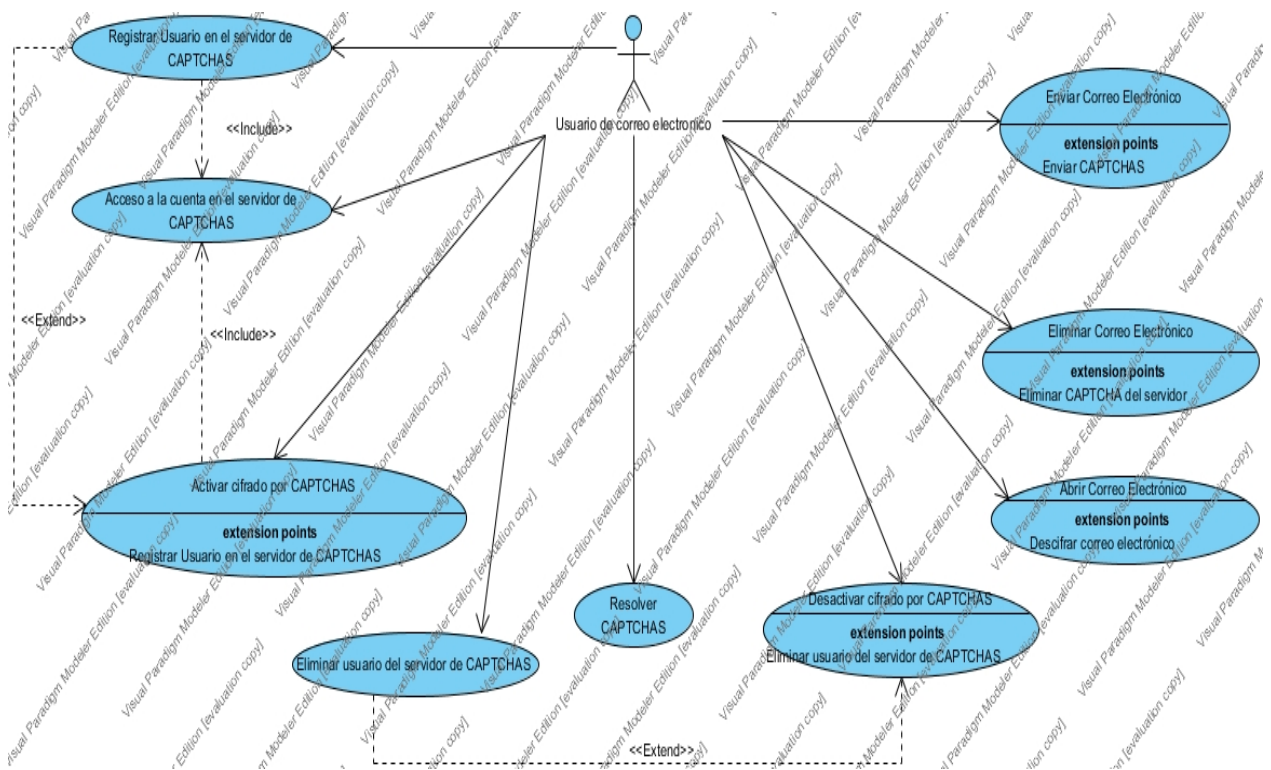 Registrar Usuario en el servidor de
CAPTCHAS
Usuario de correo electronico
<<Include>>
Acceso a la cuenta en el servidor de
CAPTCHAS
<<Extend>>
<<Include>>
Activar cifrado por CAPTCHAS
extension points
Registrar Usuario en el servidor de CAPTCHAS
Eliminar usuario del servidor de CAPTCHAS
Resolver
CAPTCHAS
Desactivar cifrado por CAPTCHAS
extension points
Eliminar usuario del servidor de CAPTCHAS
<<Extend>>
Enviar Correo Electrónico
extension points
Enviar CAPTCHAS
Eliminar Correo Electrónico
extension points
Eliminar CAPTCHA del servidor
Abrir Correo Electrónico
extension points
Descifrar correo electrónico
Visual Paradigm Modeler Edition [evaluation copy]